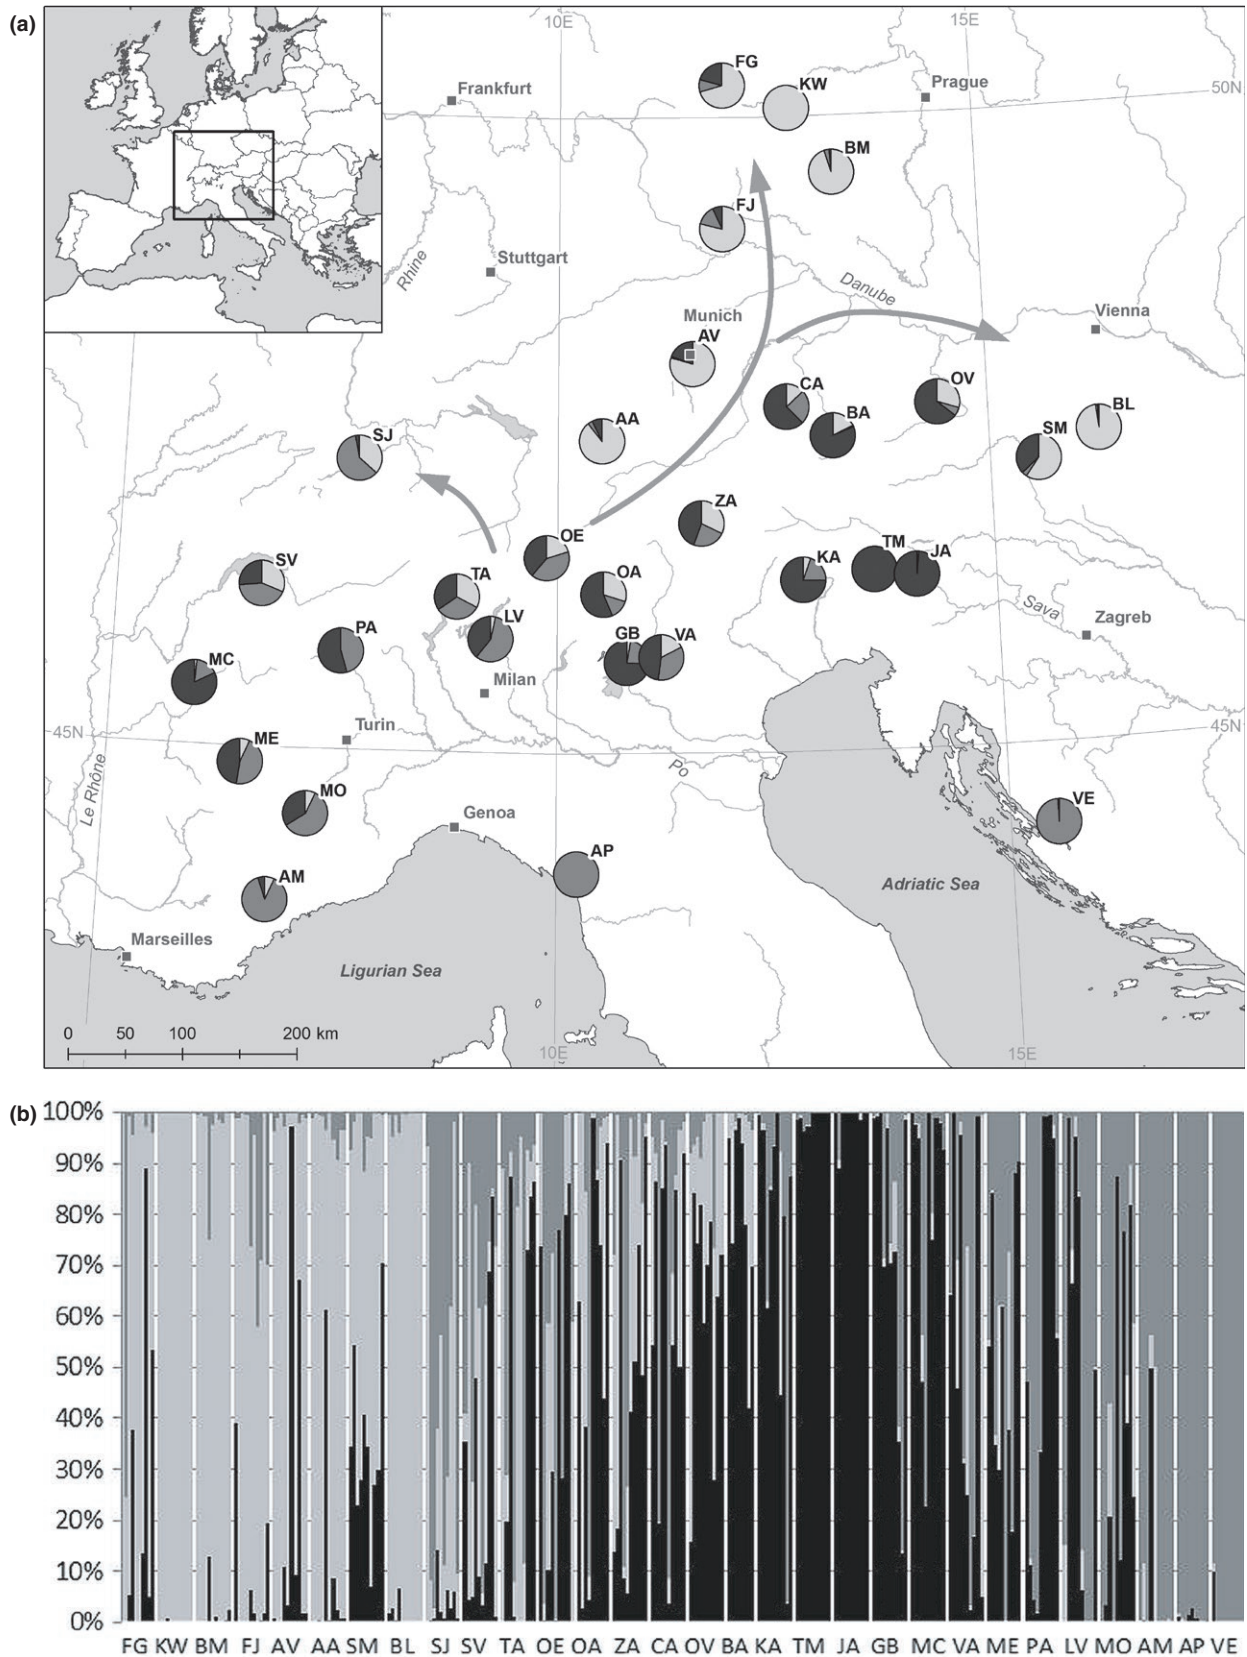 (a)
10E
15E
FG
Frankfurt
KW
Prague
50N
BM
FJ
Rhine
Stuttgart
Danube
Munich
Vienna
AV
CA
OV
BA
BL
AA
SM
SJ
ZA
OE
TM
JA
SV
KA
TA
OA
Sava
LV
Zagreb
PA
GB
VA
MC
Milan
Turin
45N
45N
ME
Po
Le Rhône
MO
VE
Genoa
AP
AM
Adriatic Sea
Marseilles
Ligurian Sea
0 50 100 200 km
10E
15E
(b)
100%
90%
80%
70%
60%
50%
40%
30%
20%
10%
0%
FG KW BM FJ AV AA SM BL SJ SV TA OE OA ZA CA OV BA KA TM JA GB MC VA ME PA LV MO AM AP VE